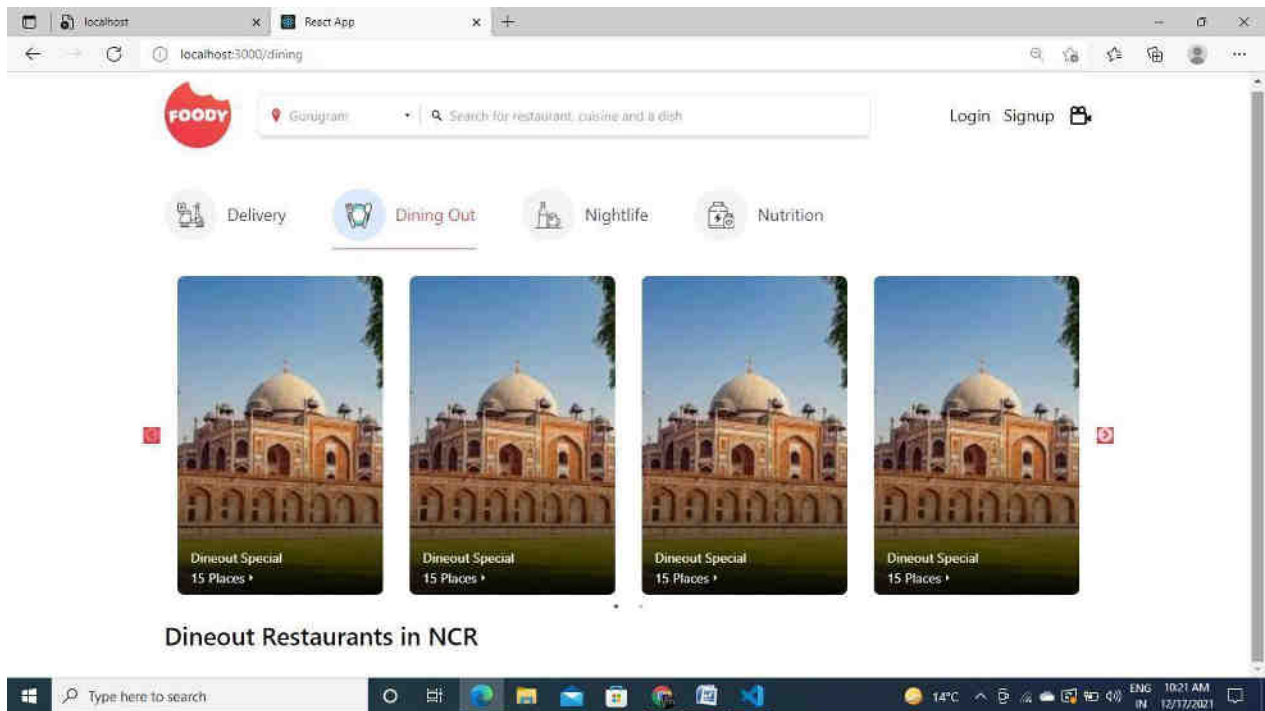 localhost
React App
localhost:3000/dining
FOODY
Gurugram
Search for restaurant, cuisine and a dish
Login Signup
Delivery
Dining Out
Nightlife
Nutrition
Dineout Special
15 Places
Dineout Special
15 Places
Dineout Special
15 Places
Dineout Special
15 Places
Dineout Restaurants in NCR
Type here to search
14°C
ENG
IN
10:21 AM
12/17/2021